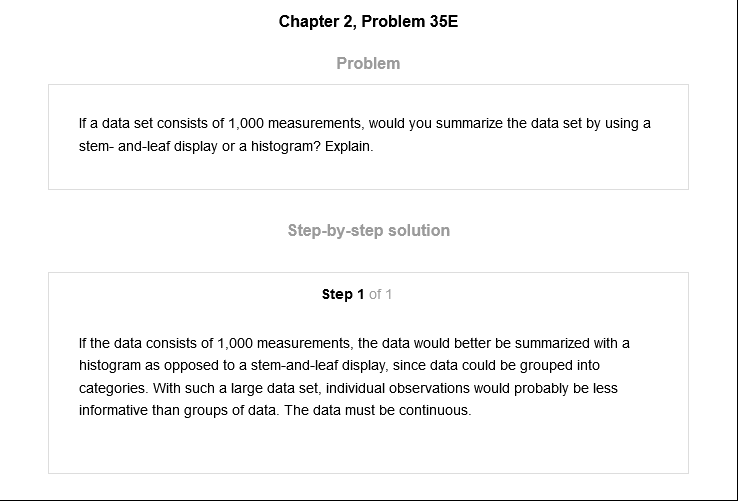 Chapter 2, Problem 35E
Problem
If a data set consists of 1,000 measurements, would you summarize the data set by using a
stem- and-leaf display or a histogram? Explain.
Step-by-step solution
Step 1 of 1
If the data consists of 1,000 measurements, the data would better be summarized with a
histogram as opposed to a stem-and-leaf display, since data could be grouped into
categories. With such a large data set, individual observations would probably be less
informative than groups of data. The data must be continuous.